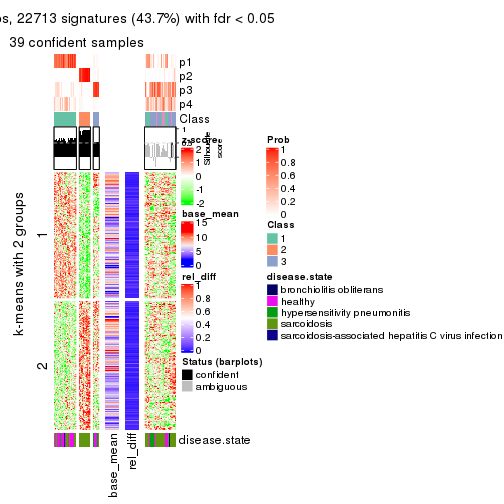 s, 22713 signatures (43.7%) with fdr < 0.05
39 confident samples
p1
p2
p3
p4
Class
1
0.5
Silhouette
score
k-means with 2 groups
1
2
base_mean
rel_diff
disease.state
z-score
2
1
0
-1
-2
base_mean
15
10
5
0
rel_diff
1
0.8
0.6
0.4
0.2
0
Status (barplots)
confident
ambiguous
Prob
1
0.8
0.6
0.4
0.2
0
Class
1
2
3
disease.state
bronchiolitis obliterans
healthy
hypersensitivity pneumonitis
sarcoidosis
sarcoidosis-associated hepatitis C virus infection